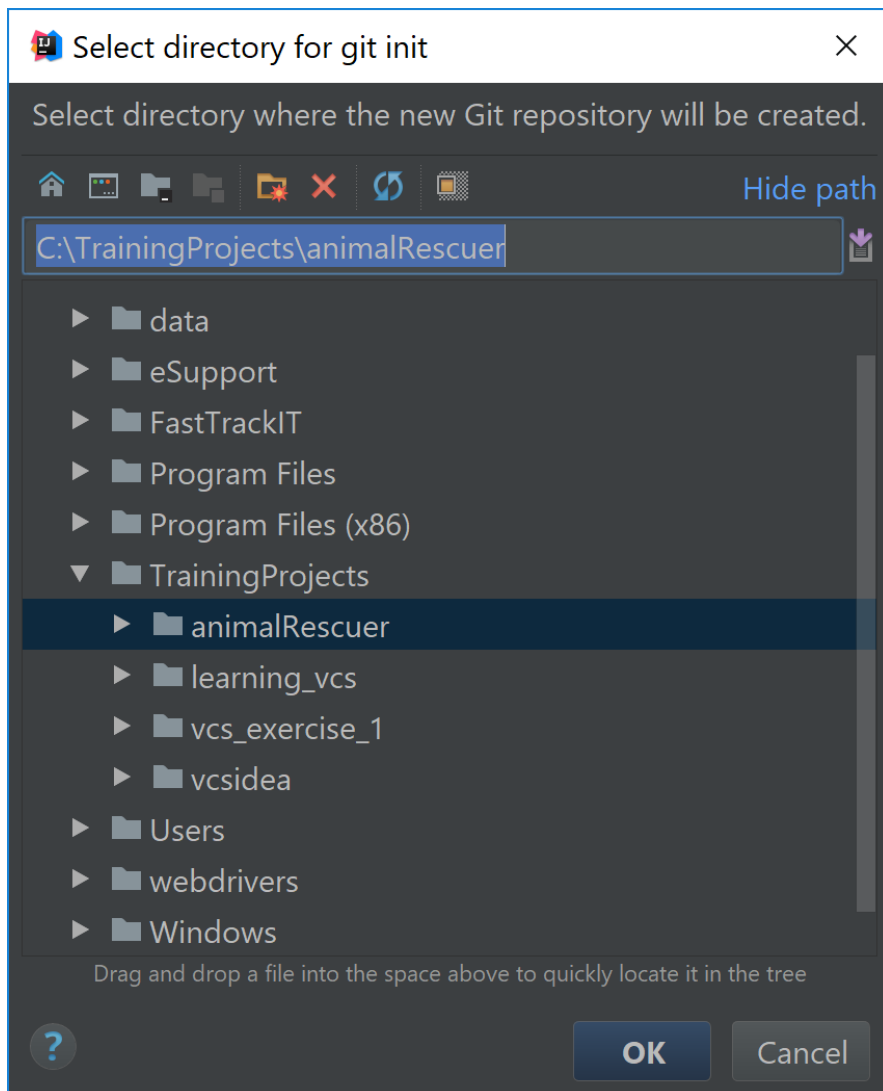 Select directory for git init
Select directory where the new Git repository will be created.
Hide path
C:\TrainingProjects\animalRescuer
data
eSupport
FastTrackIT
Program Files
Program Files (x86)
TrainingProjects
animalRescuer
learning_vcs
vcs_exercise_1
vcsidea
Users
webdrivers
Windows
Drag and drop a file into the space above to quickly locate it in the tree
?
OK
Cancel